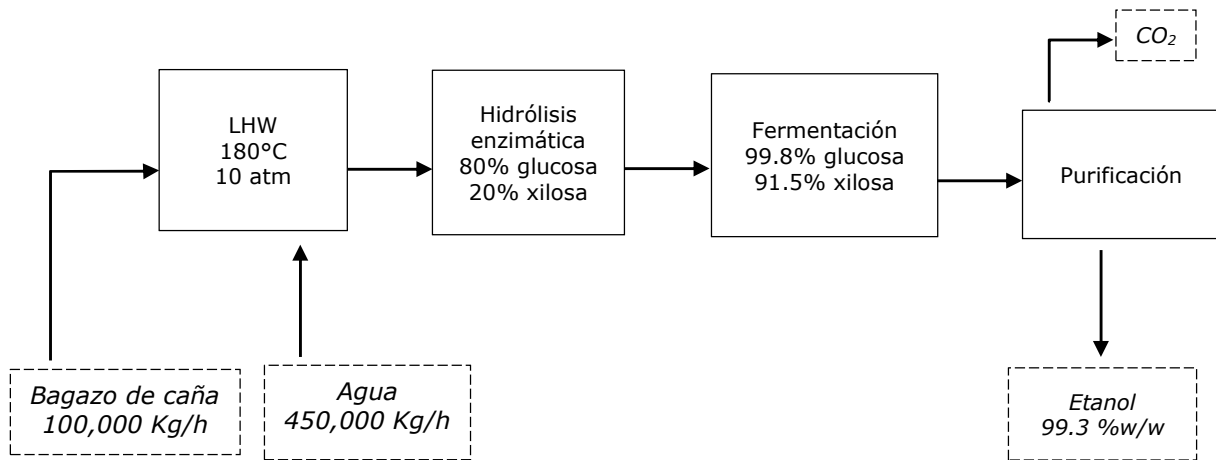 CO₂
LHW
180°C
10 atm
Hidrólisis
enzimática
80% glucosa
20% xilosa
Fermentación
99.8% glucosa
91.5% xilosa
Purificación
Bagazo de caña
100,000 Kg/h
Agua
450,000 Kg/h
Etanol
99.3 %w/w